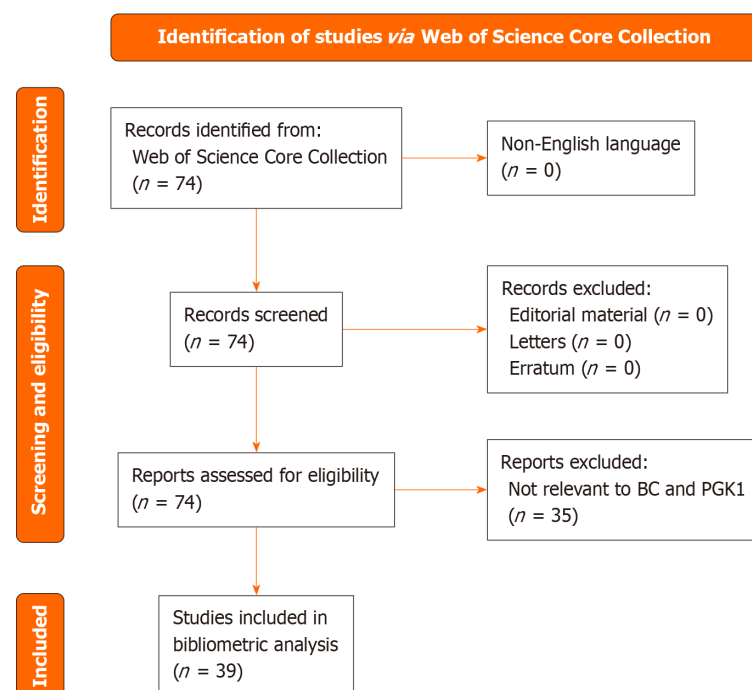 Identification of studies via Web of Science Core Collection
Identification
Records identified from:
Web of Science Core Collection
(n = 74)
Non-English language
(n = 0)
Screening and eligibility
Records screened
(n = 74)
Records excluded:
Editorial material (n = 0)
Letters (n = 0)
Erratum (n = 0)
Reports assessed for eligibility
(n = 74)
Reports excluded:
Not relevant to BC and PGK1
(n = 35)
Included
Studies included in
bibliometric analysis
(n = 39)